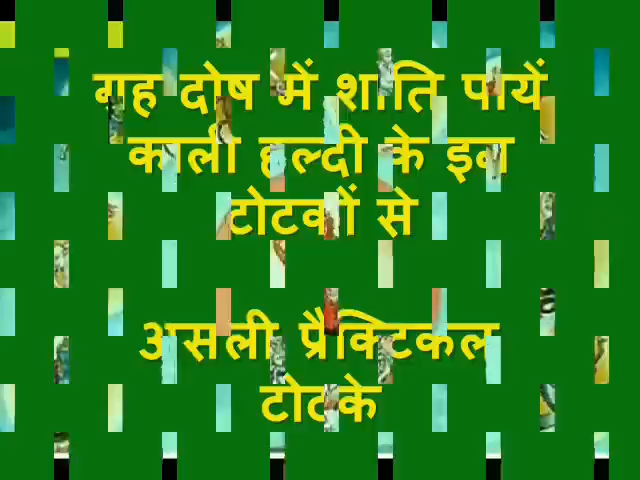 ग्रह दोष में शांति पायें
काली हल्दी के इन
टोटकों से
असली प्रैक्टिकल
टोटके